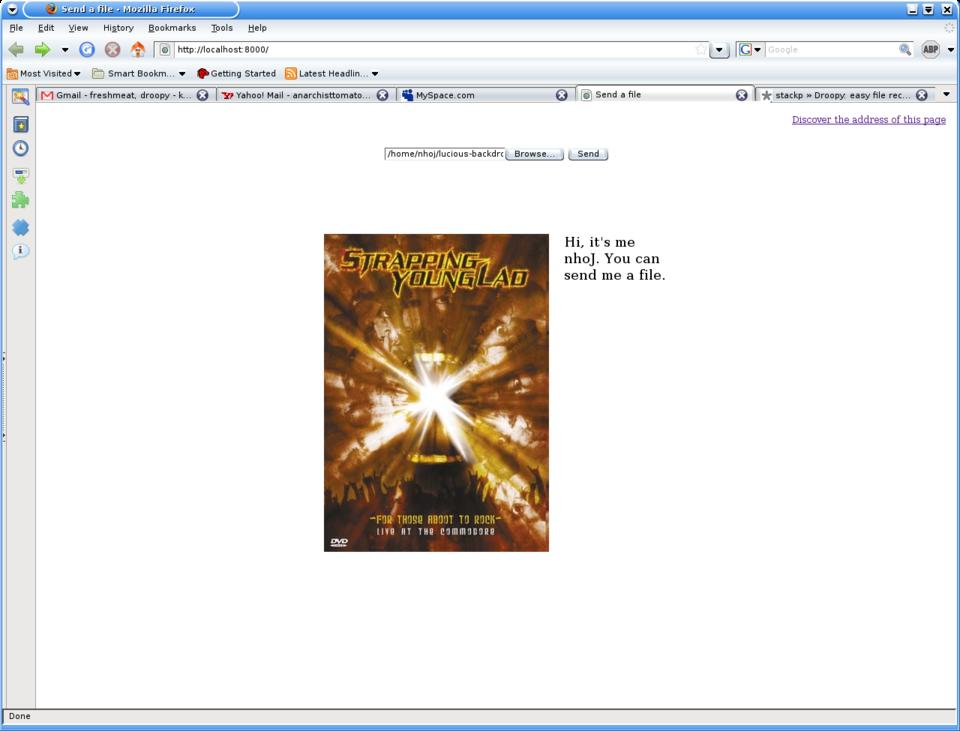 Send a file - Mozilla Firefox
File Edit View History Bookmarks Tools Help
http://localhost:8000/
G Google ABP
Most Visited Smart Bookm... Getting Started Latest Headlin...
Gmail - freshmeat, droopy - k... Yahoo! Mail - anarchisttomato... MySpace.com Send a file stackp » Droopy: easy file rec...
Discover the address of this page
/home/nhoj/lucious-backdro Browse... Send
Hi, it's me
nhoJ. You can
send me a file.
STRAPPING
YOUNG LAD
-FOR THOSE ABOUT TO ROCK-
LIVE AT THE COMMODORE
DVD
Done